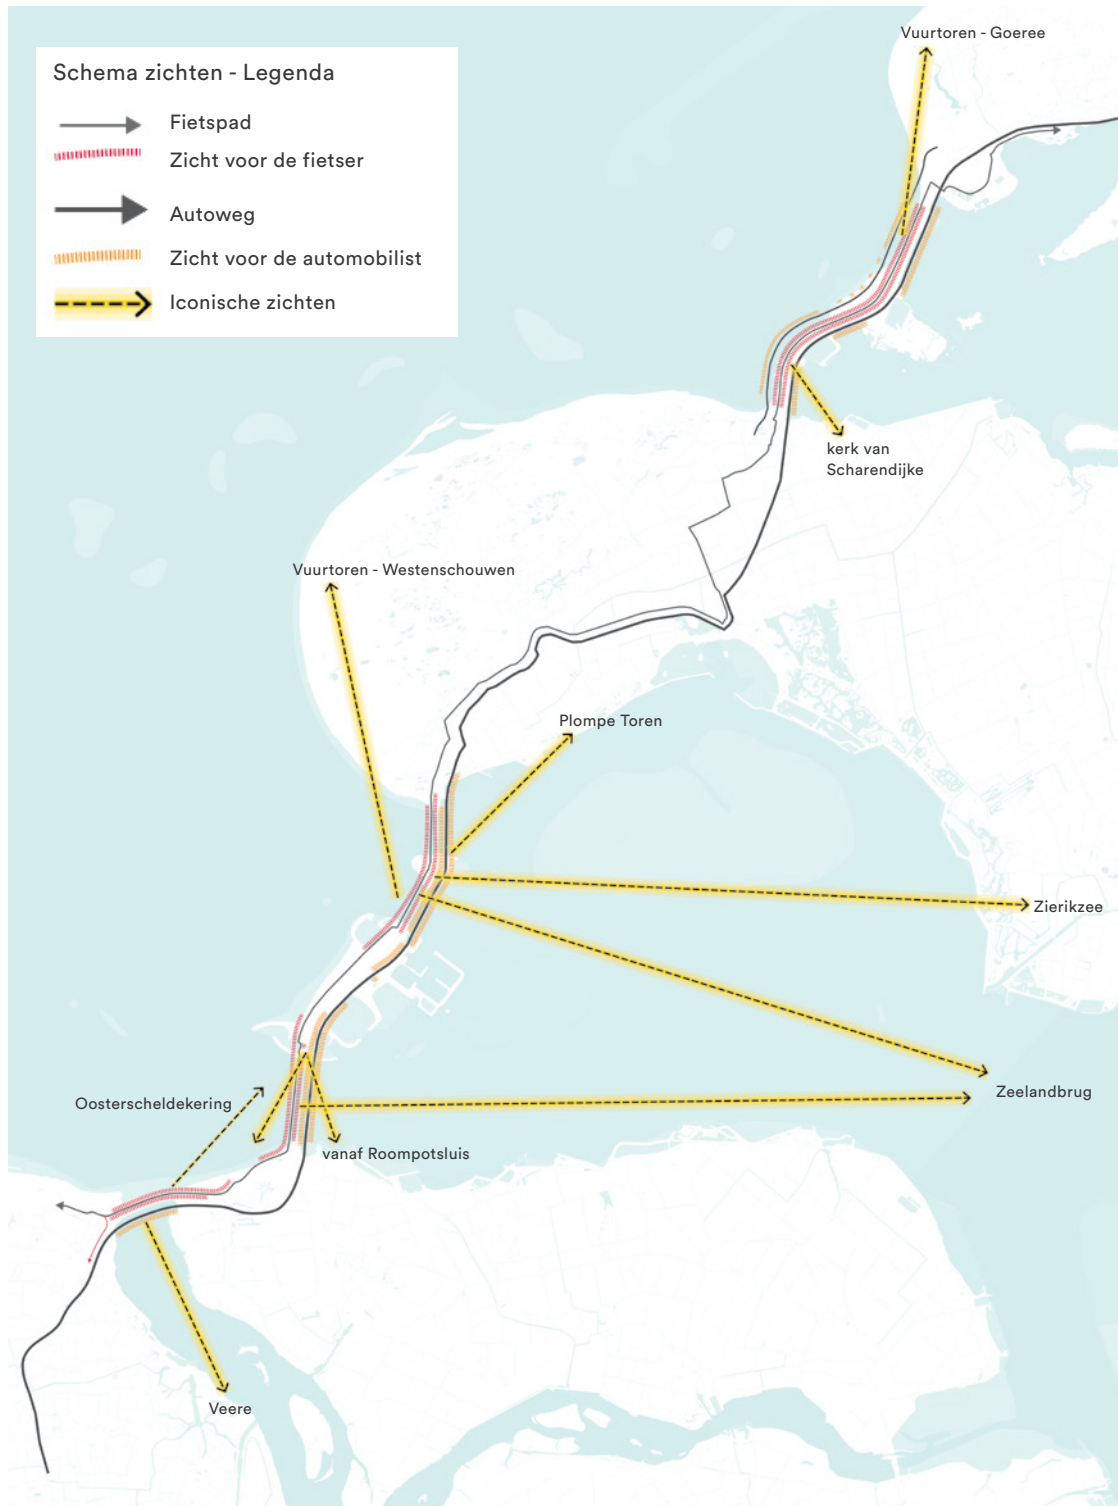 Vuurtoren - Goeree
Schema zichten - Legenda
Fietspad
Zicht voor de fietser
Autoweg
Zicht voor de automobilist
Iconische zichten
kerk van
Scharendijke
Vuurtoren - Westenschouwen
Plompe Toren
Zierikzee
Zeelandbrug
Oosterscheldekering
vanaf Roompotsluis
Veere